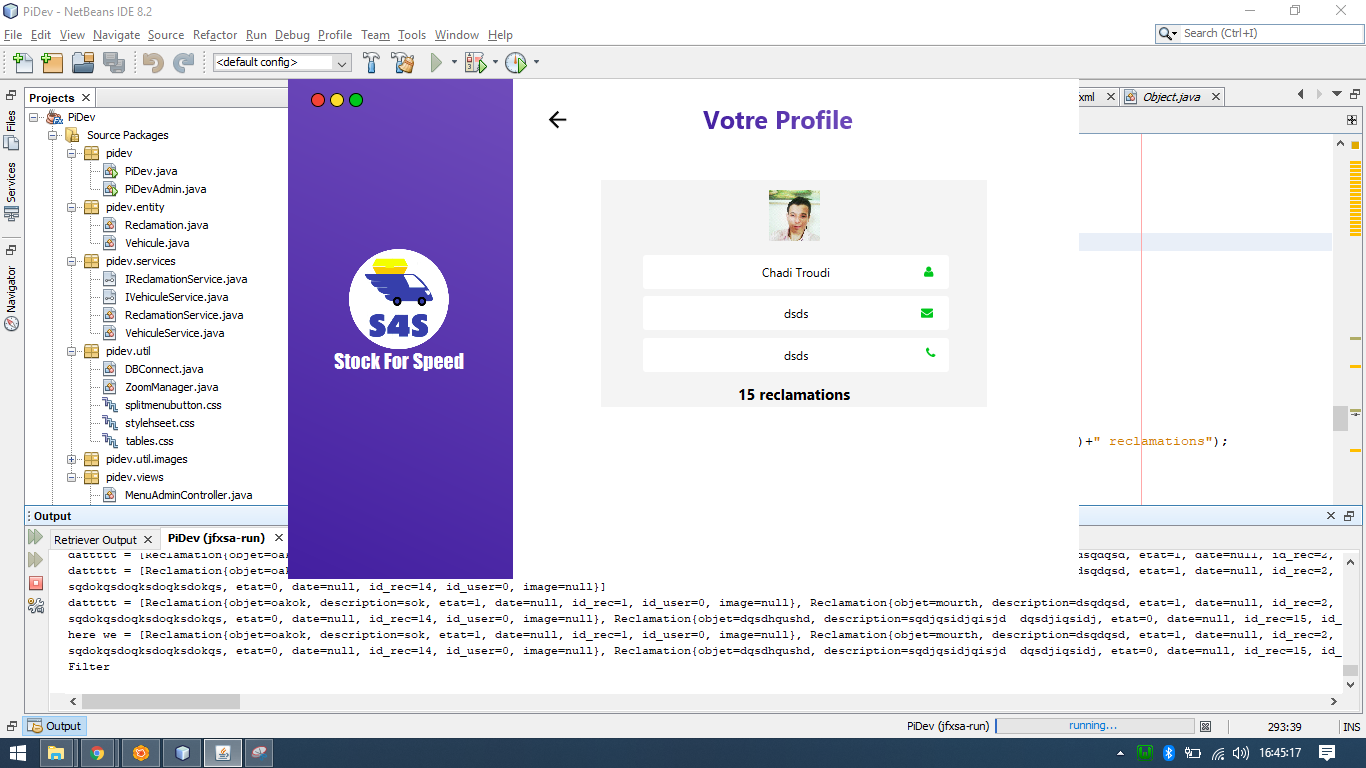 PiDev - NetBeans IDE 8.2
File Edit View Navigate Source Refactor Run Debug Profile Team Tools Window Help
Search (Ctrl+I)
<default config>
Projects
xml
Object.java
Files
Services
Navigator
PiDev
Source Packages
pidev
PiDev.java
PiDevAdmin.java
pidev.entity
Reclamation.java
Vehicule.java
pidev.services
IReclamationService.java
IVehiculeService.java
ReclamationService.java
VehiculeService.java
pidev.util
DBConnect.java
ZoomManager.java
splitmenubutton.css
stylehseet.css
tables.css
pidev.util.images
pidev.views
MenuAdminController.java
S4S
Stock For Speed
Votre Profile
Chadi Troudi
dsds
dsds
15 reclamations
)+" reclamations");
Output
Retriever Output
PiDev (jfxsa-run)
dattttt = [Reclamation{objet=oak dsqdqsd, etat=1, date=null, id_rec=2,
dattttt = [Reclamation{objet=oak dsqdqsd, etat=1, date=null, id_rec=2,
sqdokqsdoqksdoqksdokqs, etat=0, date=null, id_rec=14, id_user=0, image=null}]
dattttt = [Reclamation{objet=oakok, description=sok, etat=1, date=null, id_rec=1, id_user=0, image=null}, Reclamation{objet=mourth, description=dsqdqsd, etat=1, date=null, id_rec=2,
sqdokqsdoqksdoqksdokqs, etat=0, date=null, id_rec=14, id_user=0, image=null}, Reclamation{objet=dqsdhqushd, description=sqdjqsidjqisjd dqsdjiqsidj, etat=0, date=null, id_rec=15, id_
here we = [Reclamation{objet=oakok, description=sok, etat=1, date=null, id_rec=1, id_user=0, image=null}, Reclamation{objet=mourth, description=dsqdqsd, etat=1, date=null, id_rec=2,
sqdokqsdoqksdoqksdokqs, etat=0, date=null, id_rec=14, id_user=0, image=null}, Reclamation{objet=dqsdhqushd, description=sqdjqsidjqisjd dqsdjiqsidj, etat=0, date=null, id_rec=15, id_
Filter
Output
PiDev (jfxsa-run)
running...
293:39
INS
16:45:17